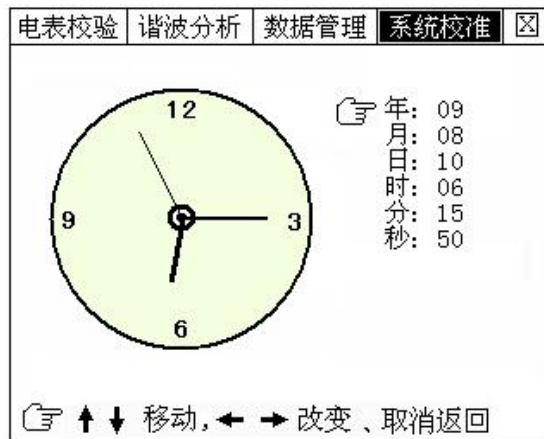 电表校验 谐波分析 数据管理 系统校准
12
9
3
6
年: 09
月: 08
日: 10
时: 06
分: 15
秒: 50
移动,← → 改变、取消返回